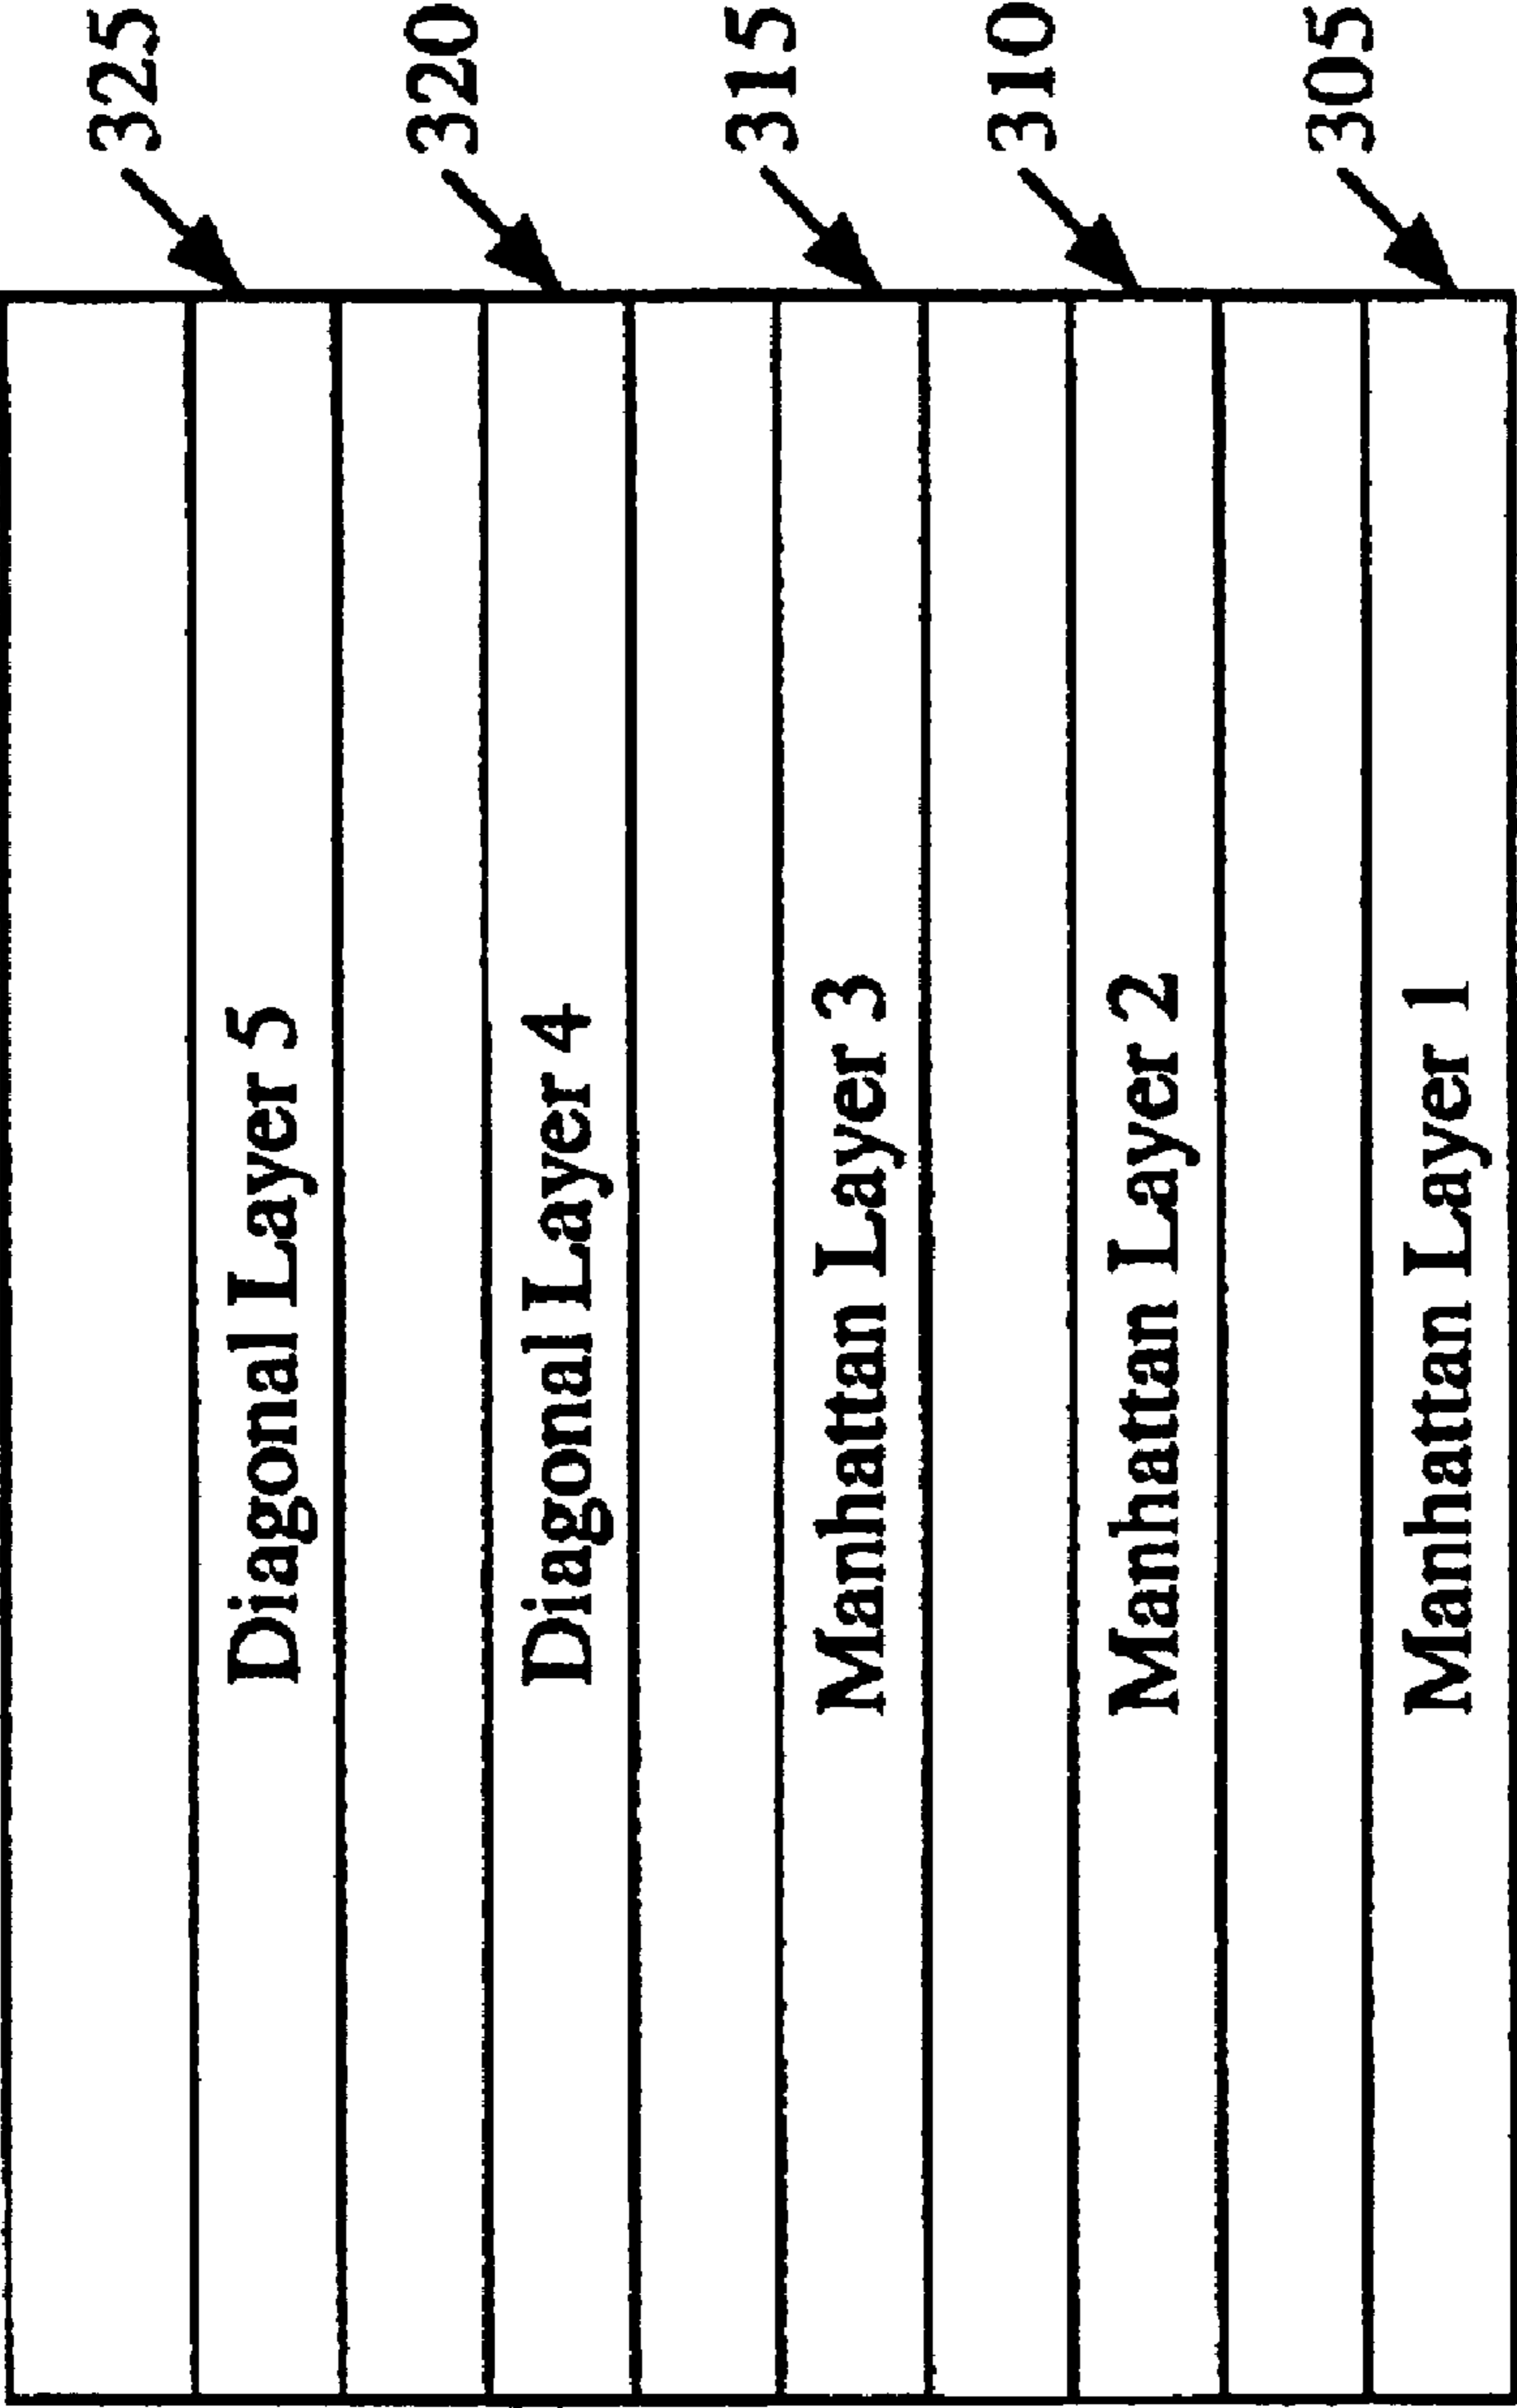 325
Diagonal Layer 5
320
Diagonal Layer 4
315
Manhattan Layer 3
310
Manhattan Layer 2
305
Manhattan Layer 1